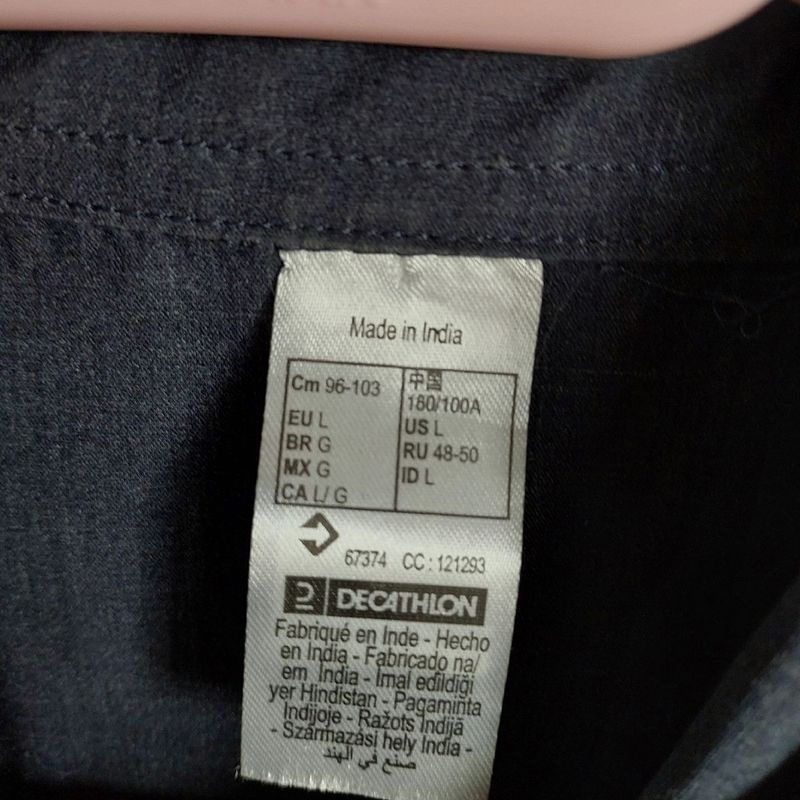 Made in India
Cm 96-103
EU L
BR G
MX G
CA L/ G
中国
180/100A
US L
RU 48-50
ID L
67374 CC : 121293
DECATHLON
Fabriqué en Inde - Hecho
en India - Fabricado na/
em India - Imal edildiği
yer Hindistan - Pagaminta
Indijoje - Ražots Indijā
- Származási hely India -
صنع في الهند